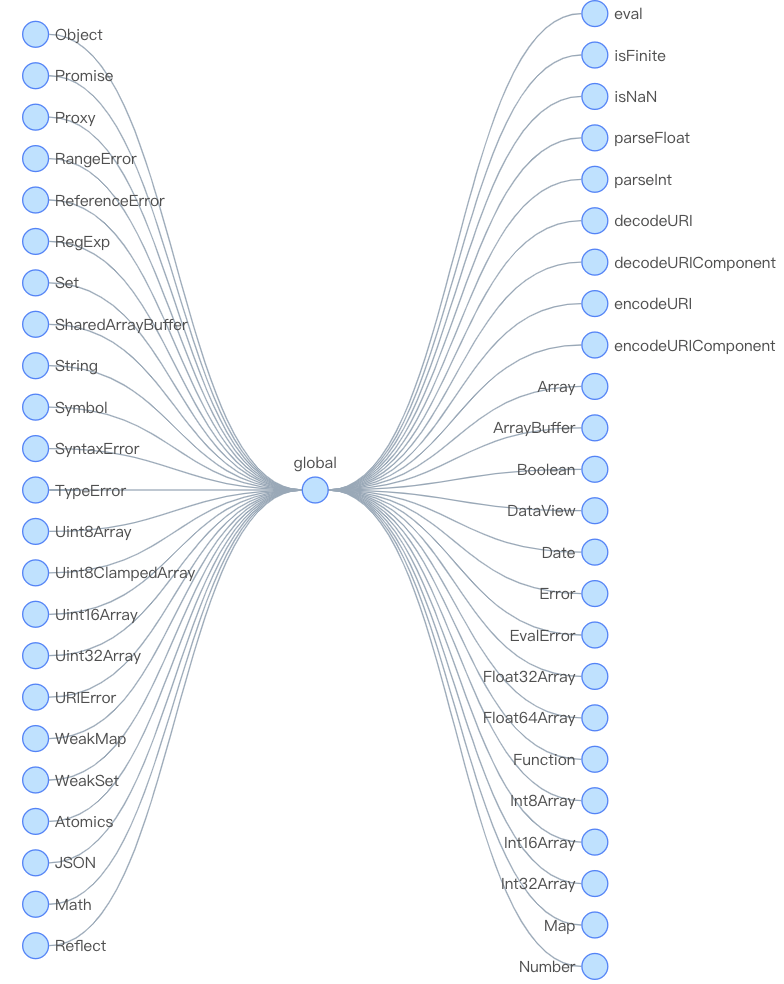 Object
Promise
Proxy
RangeError
ReferenceError
RegExp
Set
SharedArrayBuffer
String
Symbol
SyntaxError
TypeError
Uint8Array
Uint8ClampedArray
Uint16Array
Uint32Array
URIError
WeakMap
WeakSet
Atomics
JSON
Math
Reflect
global
eval
isFinite
isNaN
parseFloat
parseInt
decodeURI
decodeURIComponent
encodeURI
encodeURIComponent
Array
ArrayBuffer
Boolean
DataView
Date
Error
EvalError
Float32Array
Float64Array
Function
Int8Array
Int16Array
Int32Array
Map
Number